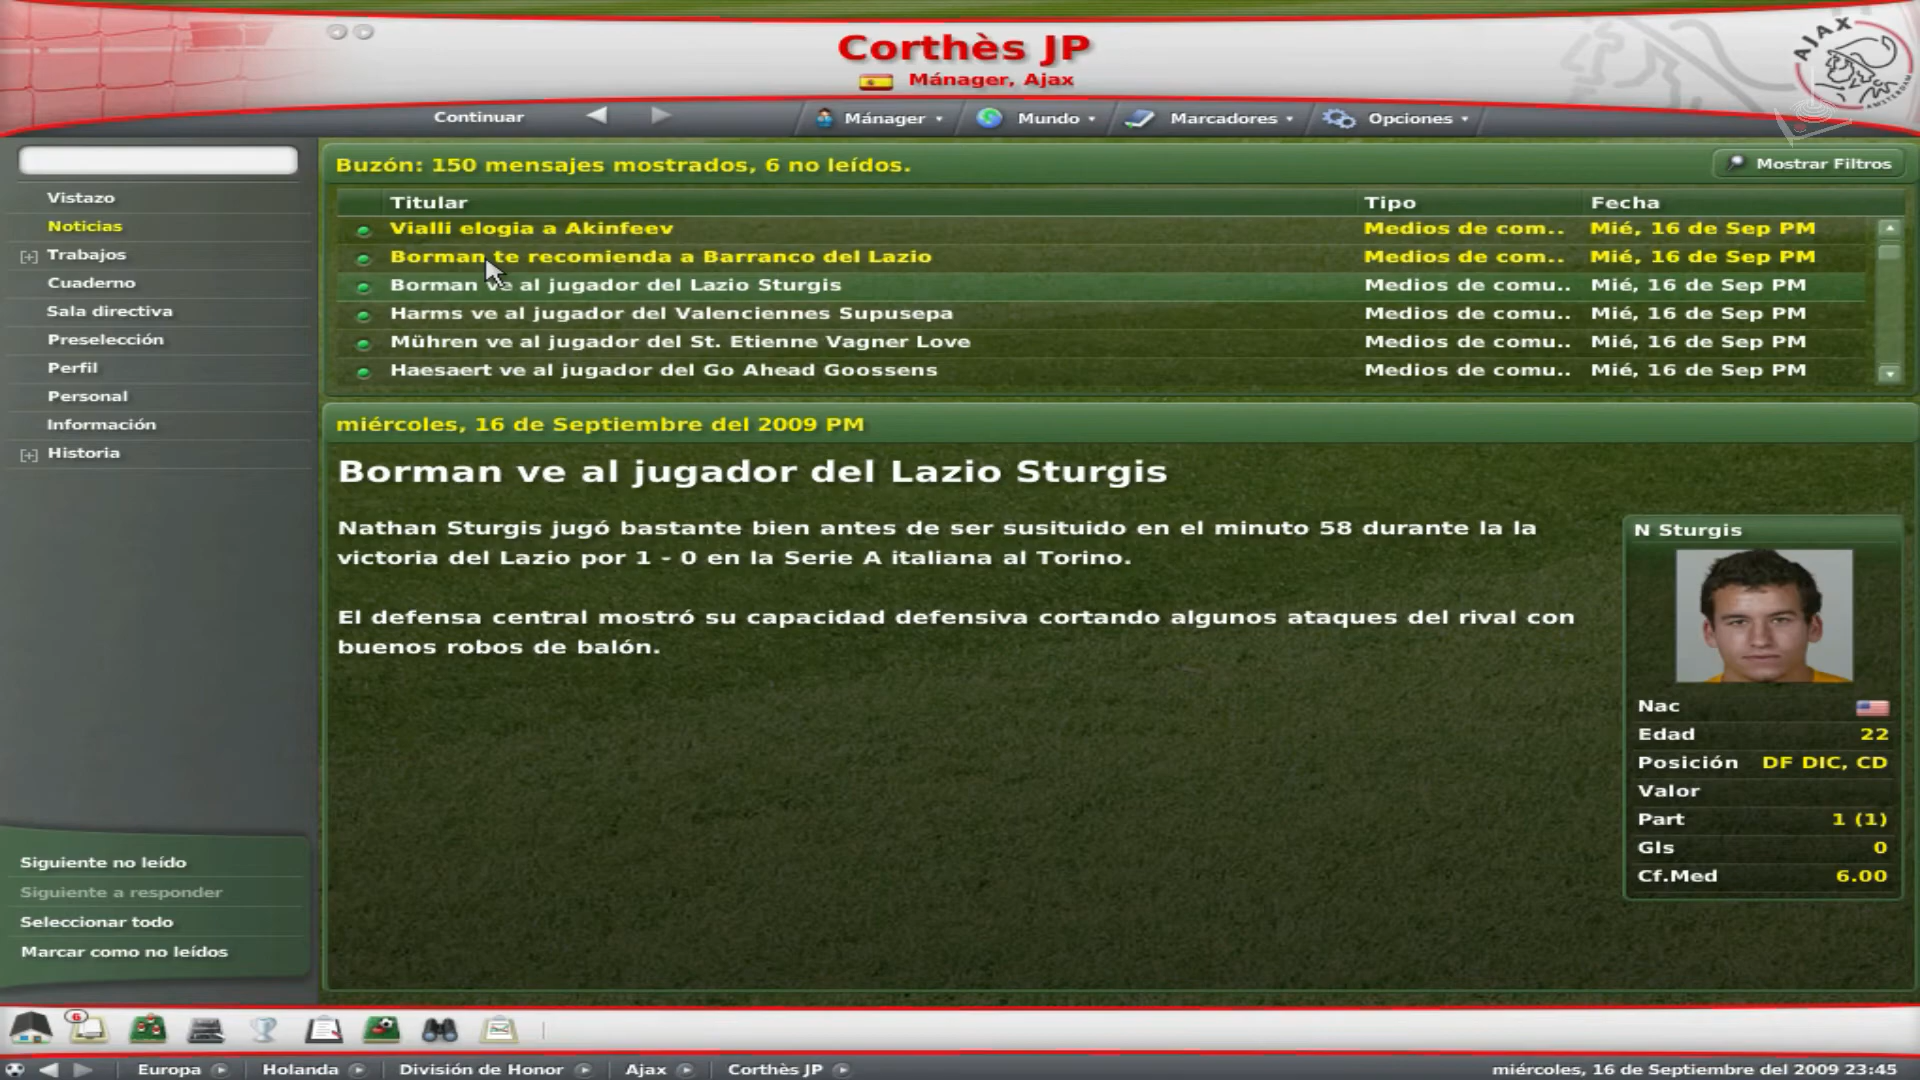 Corthès JP
Mánager, Ajax
AJAX
AMSTERDAM
Continuar
Mánager
Mundo
Marcadores
Opciones
Vistazo
Noticias
[+] Trabajos
Cuaderno
Sala directiva
Preselección
Perfil
Personal
Información
[+] Historia
Siguiente no leído
Siguiente a responder
Seleccionar todo
Marcar como no leídos
Buzón: 150 mensajes mostrados, 6 no leídos.
Mostrar Filtros
Titular Tipo Fecha
Vialli elogia a Akinfeev Medios de com.. Mié, 16 de Sep PM
Borman te recomienda a Barranco del Lazio Medios de com.. Mié, 16 de Sep PM
Borman ve al jugador del Lazio Sturgis Medios de comu.. Mié, 16 de Sep PM
Harms ve al jugador del Valenciennes Supusepa Medios de comu.. Mié, 16 de Sep PM
Mühren ve al jugador del St. Etienne Vagner Love Medios de comu.. Mié, 16 de Sep PM
Haesaert ve al jugador del Go Ahead Goossens Medios de comu.. Mié, 16 de Sep PM
miércoles, 16 de Septiembre del 2009 PM
Borman ve al jugador del Lazio Sturgis
Nathan Sturgis jugó bastante bien antes de ser susituido en el minuto 58 durante la la
victoria del Lazio por 1 - 0 en la Serie A italiana al Torino.
El defensa central mostró su capacidad defensiva cortando algunos ataques del rival con
buenos robos de balón.
N Sturgis
Nac
Edad 22
Posición DF DIC, CD
Valor
Part 1 (1)
Gls 0
Cf.Med 6.00
6
Europa
Holanda
División de Honor
Ajax
Corthès JP
miércoles, 16 de Septiembre del 2009 23:45